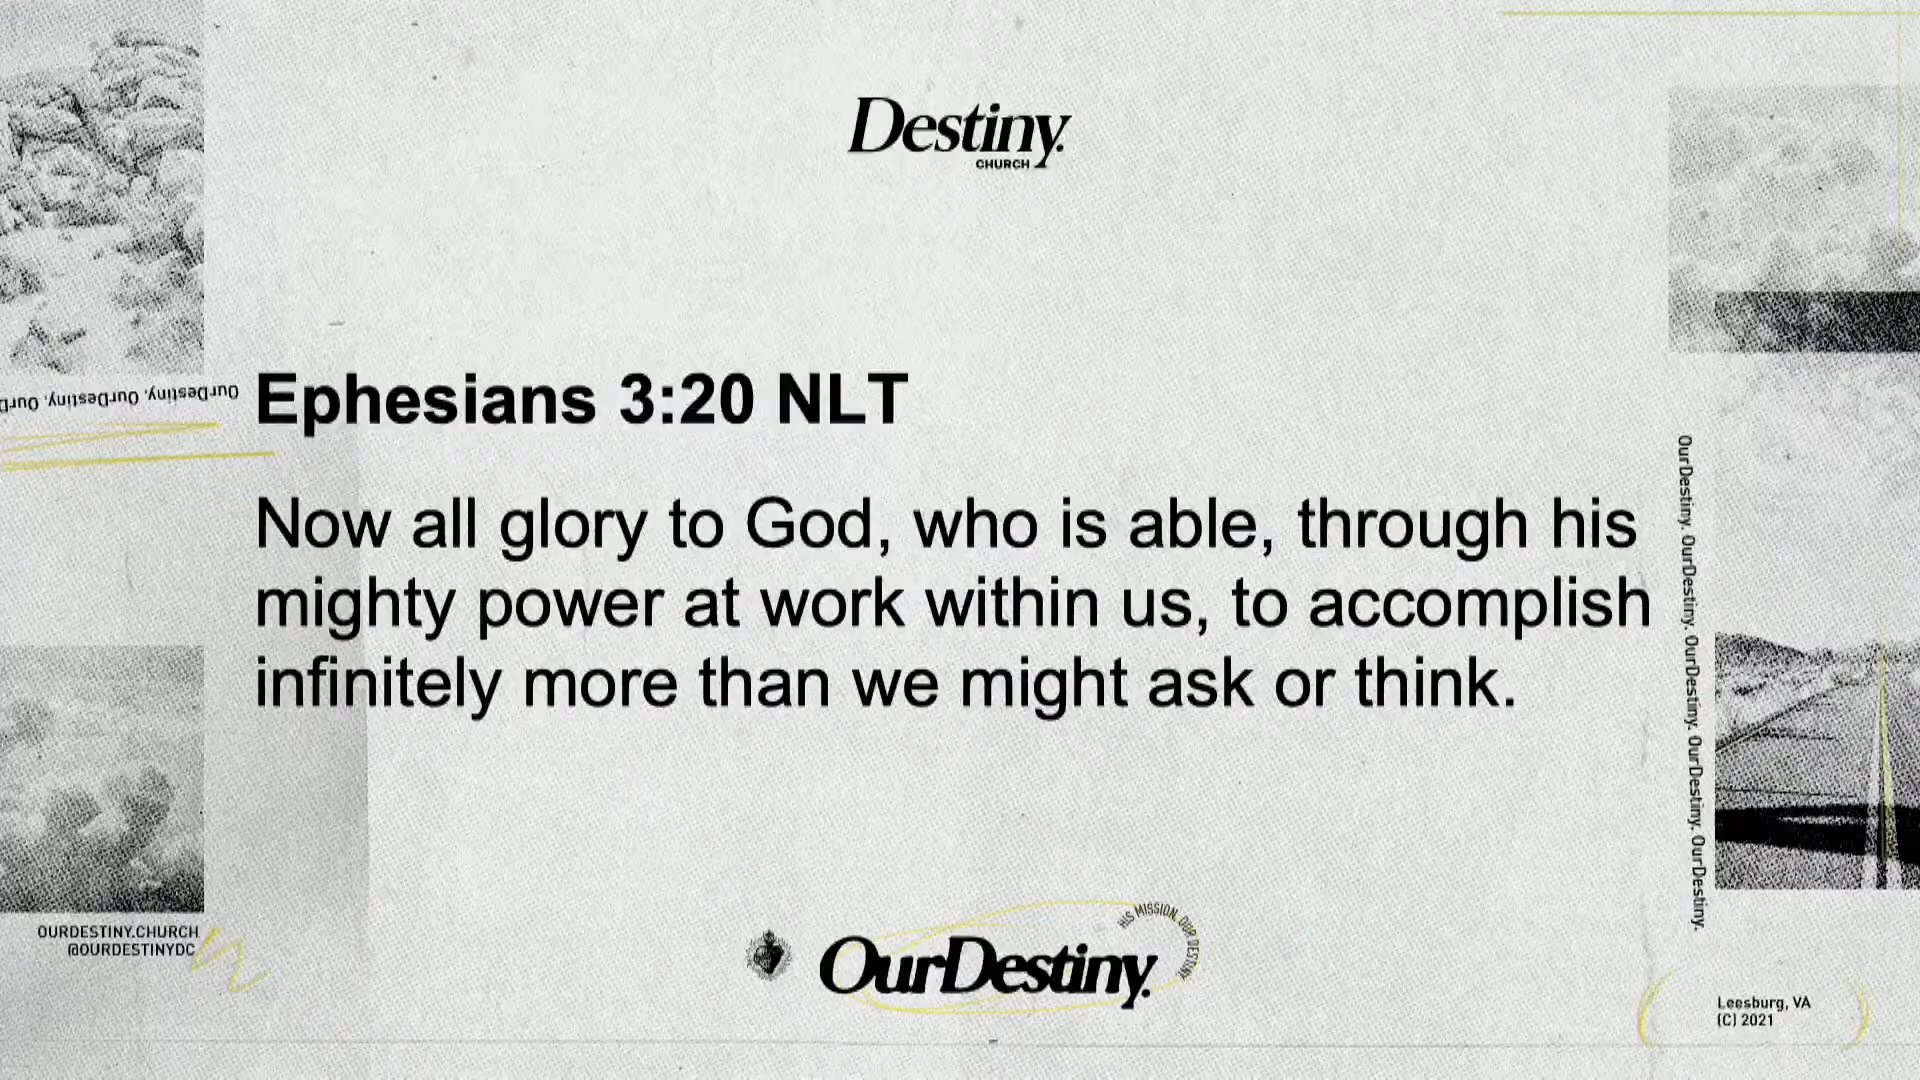 Destiny.
CHURCH
OurDestiny. OurDestiny. OurD
Ephesians 3:20 NLT
Now all glory to God, who is able, through his
mighty power at work within us, to accomplish
infinitely more than we might ask or think.
OurDestiny. OurDestiny. OurDestiny. OurDestiny. OurDestiny.
OURDESTINY.CHURCH
@OURDESTINYDC
HIS MISSION. OUR DESTINY.
OurDestiny.
Leesburg, VA
(C) 2021